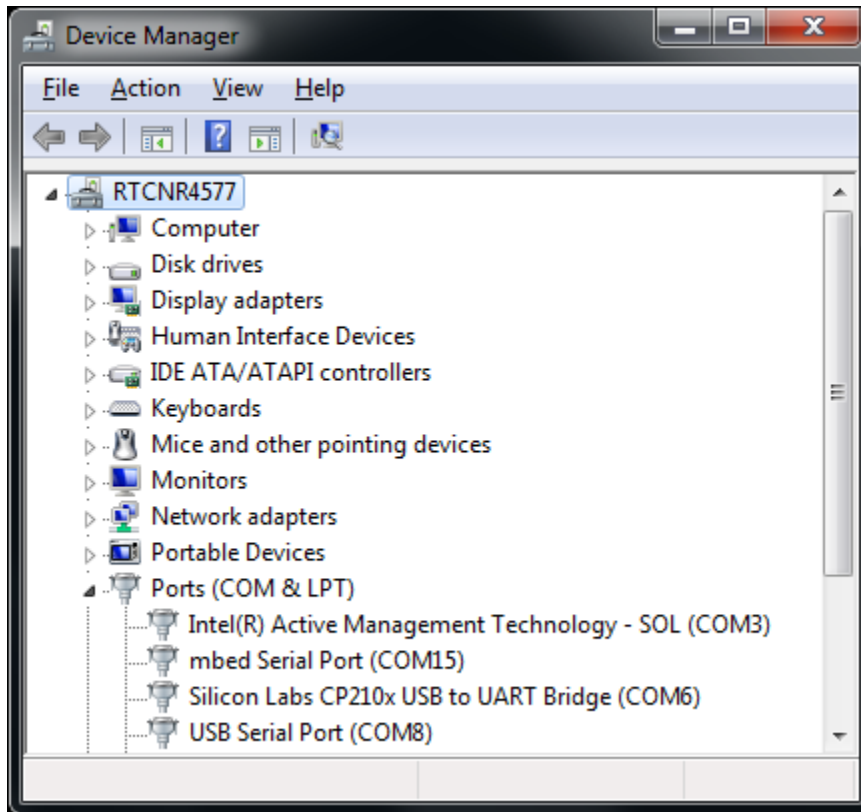 Device Manager
File Action View Help
RTCNR4577
Computer
Disk drives
Display adapters
Human Interface Devices
IDE ATA/ATAPI controllers
Keyboards
Mice and other pointing devices
Monitors
Network adapters
Portable Devices
Ports (COM & LPT)
Intel(R) Active Management Technology - SOL (COM3)
mbed Serial Port (COM15)
Silicon Labs CP210x USB to UART Bridge (COM6)
USB Serial Port (COM8)